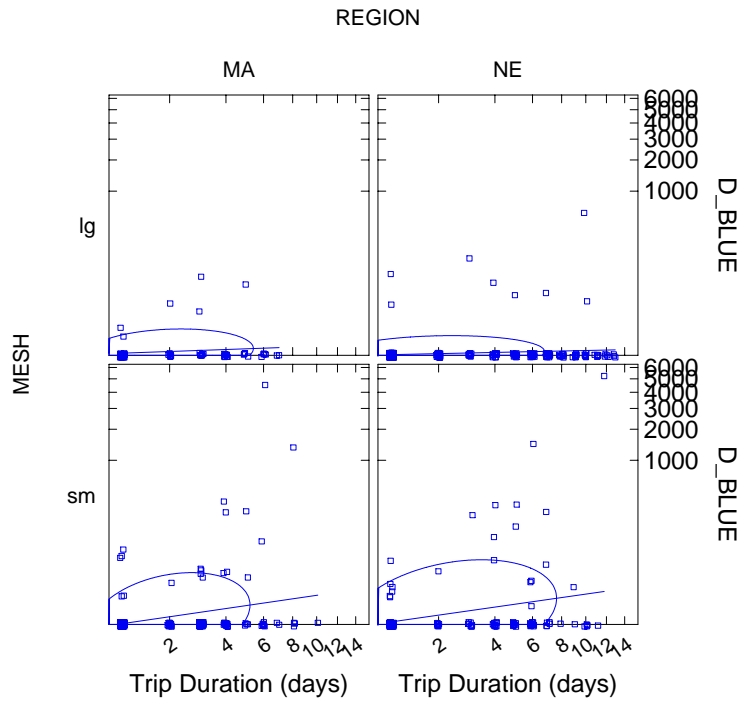 REGION
MA NE
6000
5000
4000
3000
2000
1000
lg
D_BLUE
MESH
6000
5000
4000
3000
2000
1000
sm
D_BLUE
2 4 6 8 10 12 14 2 4 6 8 10 12 14
Trip Duration (days) Trip Duration (days)